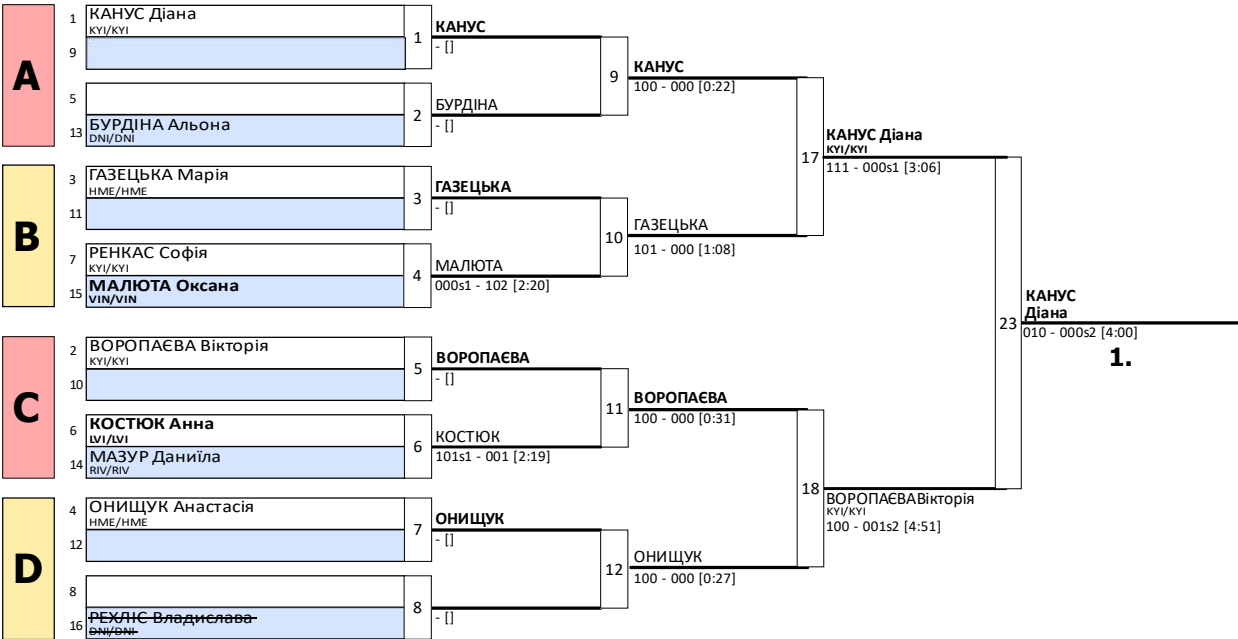 A
1 КАНУС Діана
KYI/KYI
9
1
КАНУС
- []
5
13 БУРДІНА Альона
DNI/DNI
2
БУРДІНА
- []
9
КАНУС
100 - 000 [0:22]
B
3 ГАЗЕЦЬКА Марія
HME/HME
11
3
ГАЗЕЦЬКА
- []
7 РЕНКАС Софія
KYI/KYI
15 МАЛЮТА Оксана
VIN/VIN
4
МАЛЮТА
000s1 - 102 [2:20]
10
ГАЗЕЦЬКА
101 - 000 [1:08]
17
КАНУС Діана
KYI/KYI
111 - 000s1 [3:06]
C
2 ВОРОПАЄВА Вікторія
KYI/KYI
10
5
ВОРОПАЄВА
- []
6 КОСТЮК Анна
LVI/LVI
14 МАЗУР Даниїла
RIV/RIV
6
КОСТЮК
101s1 - 001 [2:19]
11
ВОРОПАЄВА
100 - 000 [0:31]
D
4 ОНИЩУК Анастасія
HME/HME
12
7
ОНИЩУК
- []
8
16 РЕХЛІС Владислава
DNI/DNI
8
- []
12
ОНИЩУК
100 - 000 [0:27]
18
ВОРОПАЄВАВікторія
KYI/KYI
100 - 001s2 [4:51]
23
КАНУС
Діана
010 - 000s2 [4:00]
1.